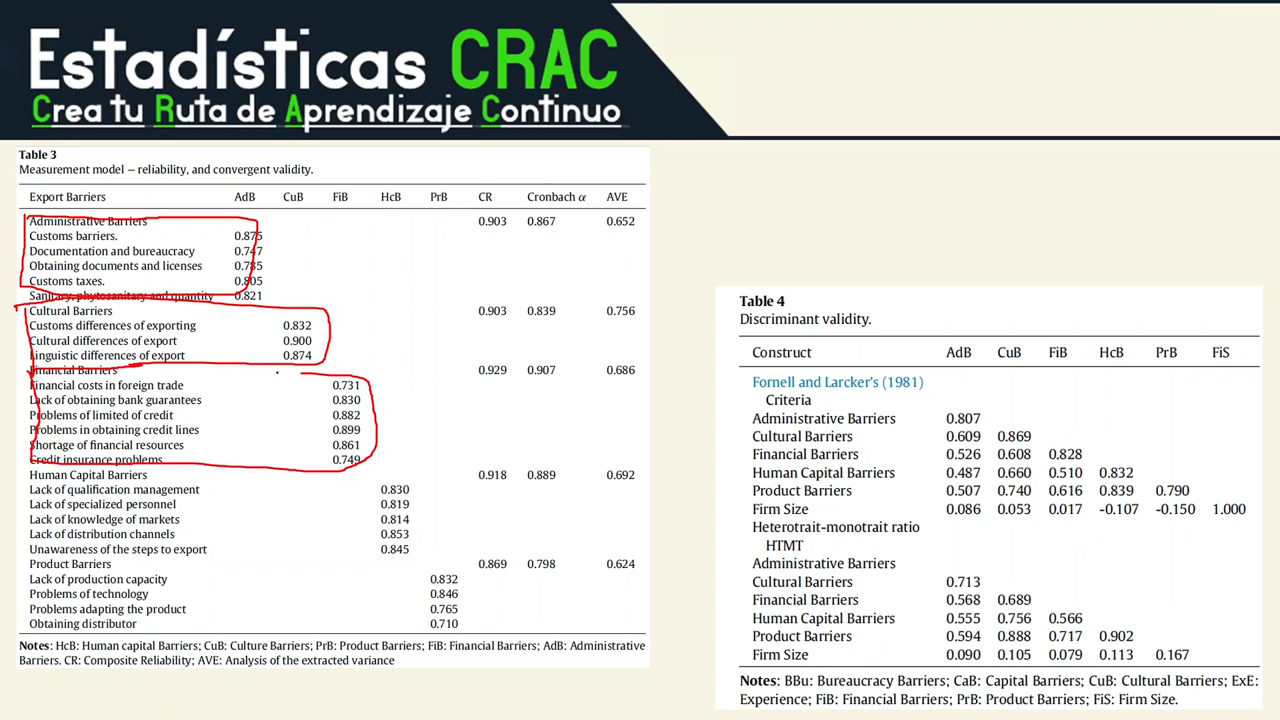 Estadísticas CRAC
Crea tu Ruta de Aprendizaje Continuo
Table 3
Measurement model – reliability, and convergent validity.
Export Barriers AdB CuB FiB HcB PrB CR Cronbach α AVE
Administrative Barriers 0.903 0.867 0.652
Customs barriers. 0.875
Documentation and bureaucracy 0.747
Obtaining documents and licenses 0.785
Customs taxes. 0.805
Sanitary, phytosanitary and quantity 0.821
Cultural Barriers 0.903 0.839 0.756
Customs differences of exporting 0.832
Cultural differences of export 0.900
Linguistic differences of export 0.874
Financial Barriers 0.929 0.907 0.686
Financial costs in foreign trade 0.731
Lack of obtaining bank guarantees 0.830
Problems of limited of credit 0.882
Problems in obtaining credit lines 0.899
Shortage of financial resources 0.861
Credit insurance problems 0.749
Human Capital Barriers 0.918 0.889 0.692
Lack of qualification management 0.830
Lack of specialized personnel 0.819
Lack of knowledge of markets 0.814
Lack of distribution channels 0.853
Unawareness of the steps to export 0.845
Product Barriers 0.869 0.798 0.624
Lack of production capacity 0.832
Problems of technology 0.846
Problems adapting the product 0.765
Obtaining distributor 0.710
Notes: HcB: Human capital Barriers; CuB: Culture Barriers; PrB: Product Barriers; FiB: Financial Barriers; AdB: Administrative
Barriers. CR: Composite Reliability; AVE: Analysis of the extracted variance
Table 4
Discriminant validity.
Construct AdB CuB FiB HcB PrB FiS
Fornell and Larcker's (1981)
Criteria
Administrative Barriers 0.807
Cultural Barriers 0.609 0.869
Financial Barriers 0.526 0.608 0.828
Human Capital Barriers 0.487 0.660 0.510 0.832
Product Barriers 0.507 0.740 0.616 0.839 0.790
Firm Size 0.086 0.053 0.017 -0.107 -0.150 1.000
Heterotrait-monotrait ratio
HTMT
Administrative Barriers
Cultural Barriers 0.713
Financial Barriers 0.568 0.689
Human Capital Barriers 0.555 0.756 0.566
Product Barriers 0.594 0.888 0.717 0.902
Firm Size 0.090 0.105 0.079 0.113 0.167
Notes: BBu: Bureaucracy Barriers; CaB: Capital Barriers; CuB: Cultural Barriers; ExE:
Experience; FiB: Financial Barriers; PrB: Product Barriers; FiS: Firm Size.